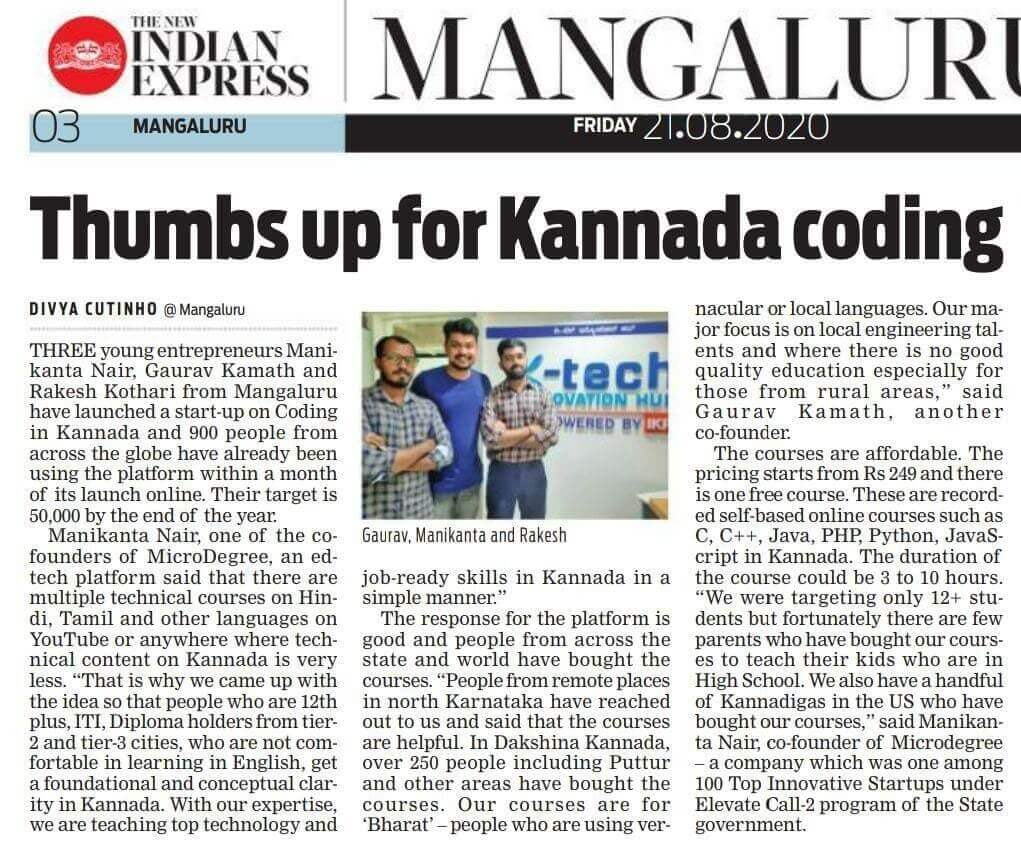 THE NEW
INDIAN
EXPRESS
MANGALURU
03 MANGALURU
FRIDAY 21.08.2020
Thumbs up for Kannada coding
DIVYA CUTINHO @ Mangaluru
THREE young entrepreneurs Mani-
kanta Nair, Gaurav Kamath and
Rakesh Kothari from Mangaluru
have launched a start-up on Coding
in Kannada and 900 people from
across the globe have already been
using the platform within a month
of its launch online. Their target is
50,000 by the end of the year.
Manikanta Nair, one of the co-
founders of MicroDegree, an ed-
tech platform said that there are
multiple technical courses on Hin-
di, Tamil and other languages on
YouTube or anywhere where tech-
nical content on Kannada is very
less. “That is why we came up with
the idea so that people who are 12th
plus, ITI, Diploma holders from tier-
2 and tier-3 cities, who are not com-
fortable in learning in English, get
a foundational and conceptual clar-
ity in Kannada. With our expertise,
we are teaching top technology and
-tech
OVATION HU
OWERED BY IKP
Gaurav, Manikanta and Rakesh
job-ready skills in Kannada in a
simple manner.”
The response for the platform is
good and people from across the
state and world have bought the
courses. “People from remote places
in north Karnataka have reached
out to us and said that the courses
are helpful. In Dakshina Kannada,
over 250 people including Puttur
and other areas have bought the
courses. Our courses are for
‘Bharat’ – people who are using ver-
nacular or local languages. Our ma-
jor focus is on local engineering tal-
ents and where there is no good
quality education especially for
those from rural areas,” said
Gaurav Kamath, another
co-founder.
The courses are affordable. The
pricing starts from Rs 249 and there
is one free course. These are record-
ed self-based online courses such as
C, C++, Java, PHP, Python, JavaS-
cript in Kannada. The duration of
the course could be 3 to 10 hours.
“We were targeting only 12+ stu-
dents but fortunately there are few
parents who have bought our cours-
es to teach their kids who are in
High School. We also have a handful
of Kannadigas in the US who have
bought our courses,” said Manikan-
ta Nair, co-founder of Microdegree
– a company which was one among
100 Top Innovative Startups under
Elevate Call-2 program of the State
government.